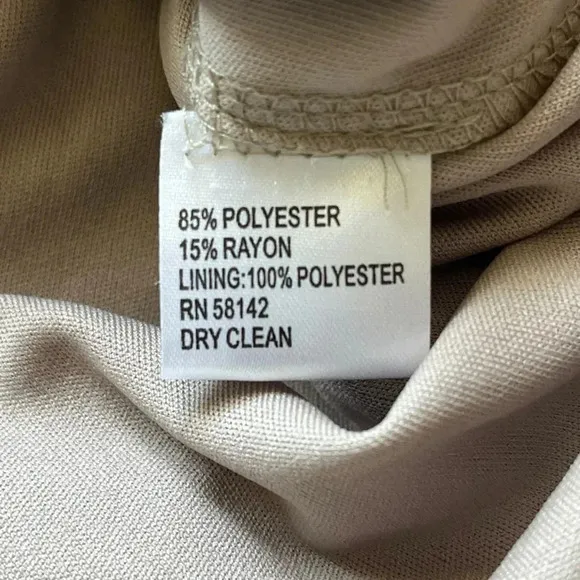 85% POLYESTER
15% RAYON
LINING:100% POLYESTER
RN 58142
DRY CLEAN